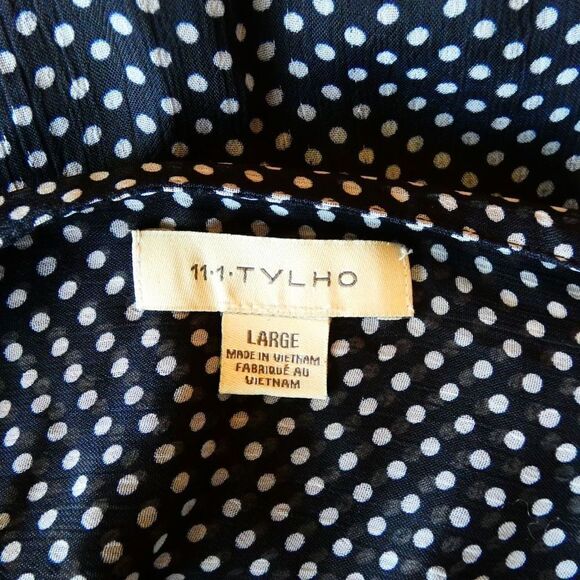 11·1·TYLHO
LARGE
MADE IN VIETNAM
FABRIQUÉ AU
VIETNAM